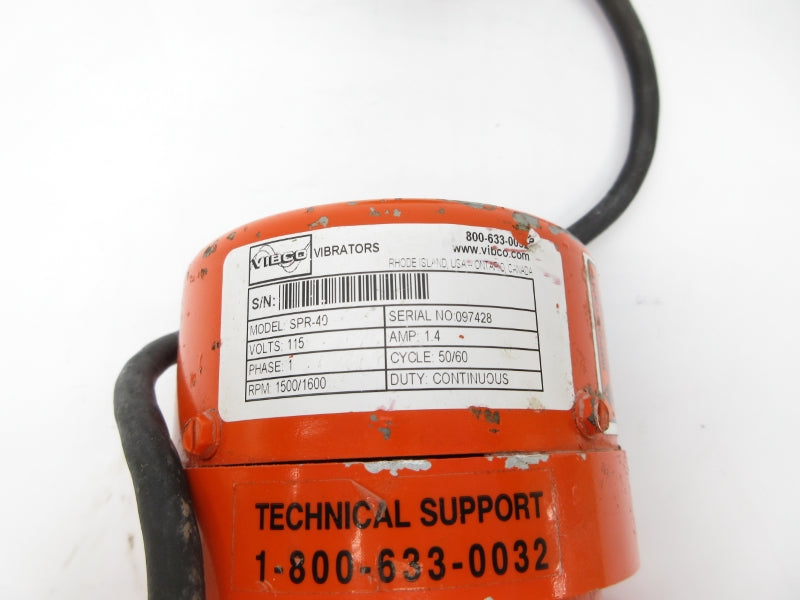 VIBCO VIBRATORS 800-633-0032
www.vibco.com
RHODE ISLAND, USA - ONTARIO, CANADA
S/N:
MODEL: SPR-40 SERIAL NO:097428
VOLTS: 115 AMP: 1.4
PHASE: 1 CYCLE: 50/60
RPM: 1500/1600 DUTY: CONTINUOUS
TECHNICAL SUPPORT
1-800-633-0032